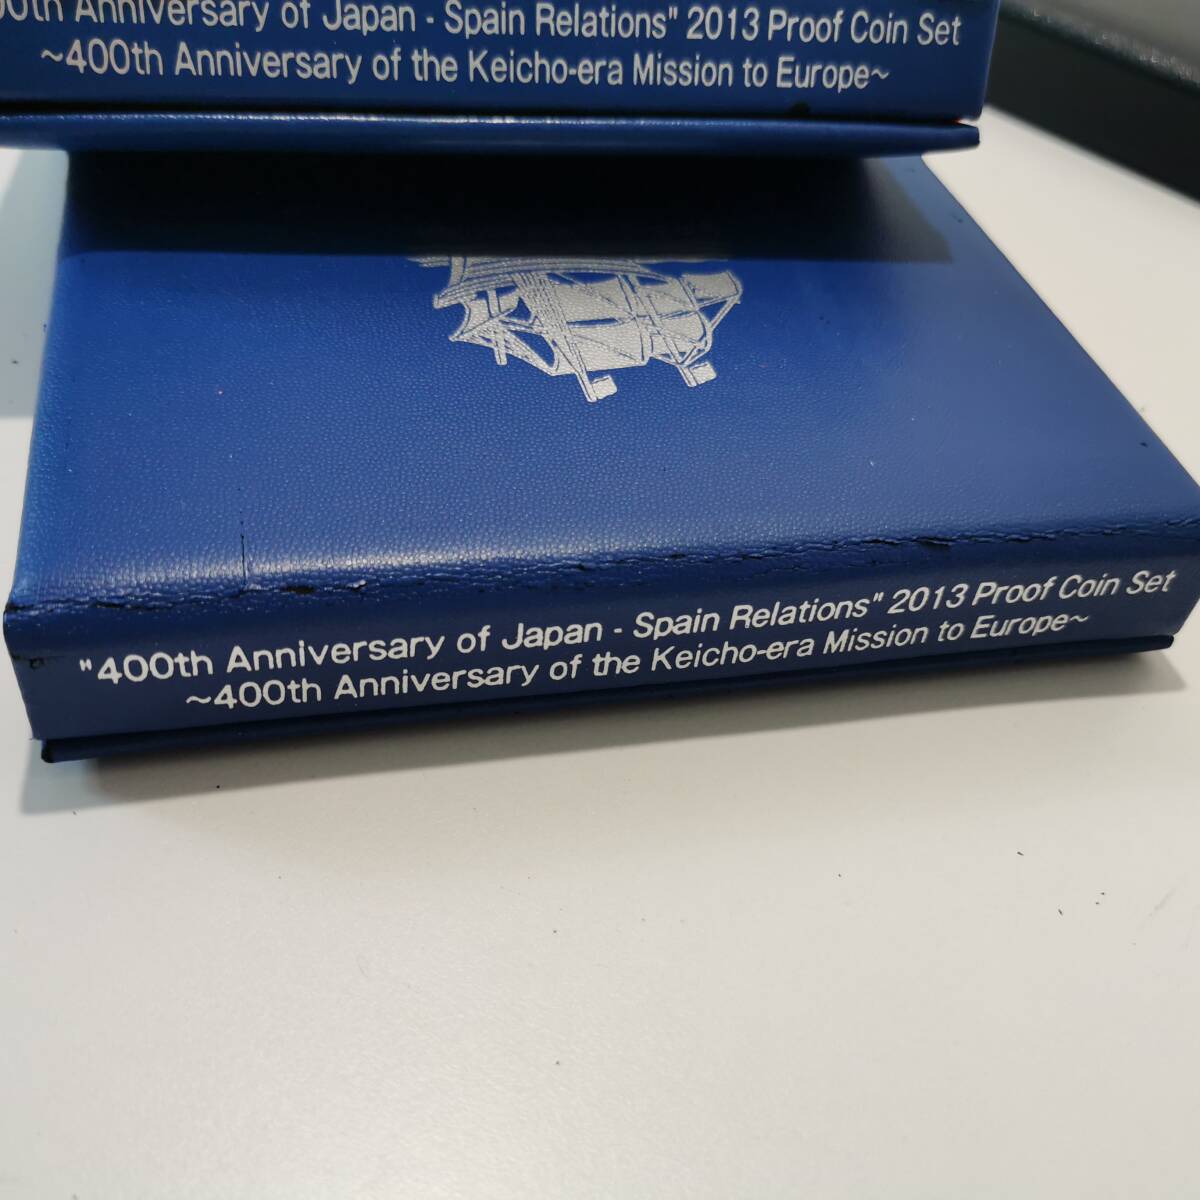 Anniversary of Japan - Spain Relations" 2013 Proof Coin Set
~400th Anniversary of the Keicho-era Mission to Europe~
"400th Anniversary of Japan - Spain Relations" 2013 Proof Coin Set
~400th Anniversary of the Keicho-era Mission to Europe~